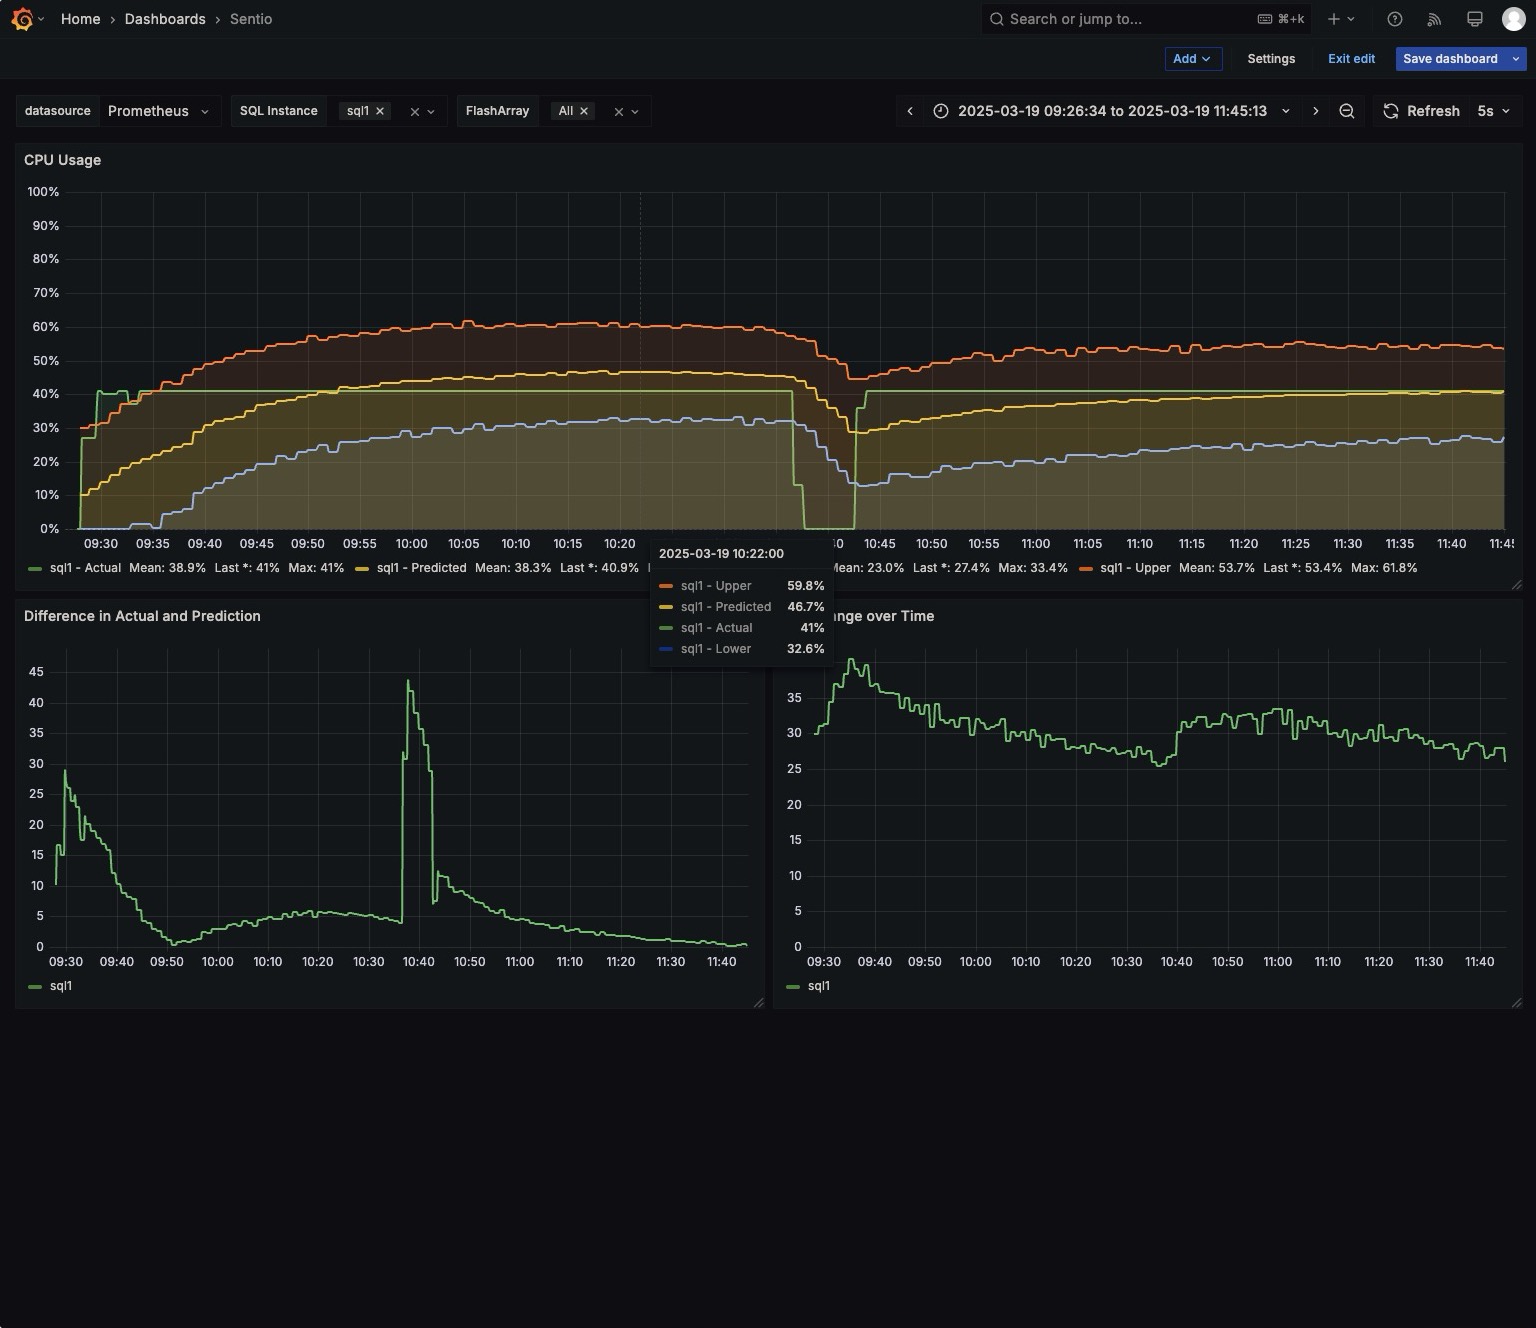 Home › Dashboards › Sentio
Search or jump to... ⌘+k
Add Settings Exit edit Save dashboard
datasource Prometheus SQL Instance sql1 FlashArray All 2025-03-19 09:26:34 to 2025-03-19 11:45:13 Refresh 5s
CPU Usage
100%
90%
80%
70%
60%
50%
40%
30%
20%
10%
0%
09:30 09:35 09:40 09:45 09:50 09:55 10:00 10:05 10:10 10:15 10:20 10:45 10:50 10:55 11:00 11:05 11:10 11:15 11:20 11:25 11:30 11:35 11:40 11:45
sql1 - Actual Mean: 38.9% Last *: 41% Max: 41% sql1 - Predicted Mean: 38.3% Last *: 40.9% Mean: 23.0% Last *: 27.4% Max: 33.4% sql1 - Upper Mean: 53.7% Last *: 53.4% Max: 61.8%
2025-03-19 10:22:00
sql1 - Upper 59.8%
sql1 - Predicted 46.7%
sql1 - Actual 41%
sql1 - Lower 32.6%
Difference in Actual and Prediction
45
40
35
30
25
20
15
10
5
0
09:30 09:40 09:50 10:00 10:10 10:20 10:30 10:40 10:50 11:00 11:10 11:20 11:30 11:40
sql1
nge over Time
35
30
25
20
15
10
5
0
09:30 09:40 09:50 10:00 10:10 10:20 10:30 10:40 10:50 11:00 11:10 11:20 11:30 11:40
sql1